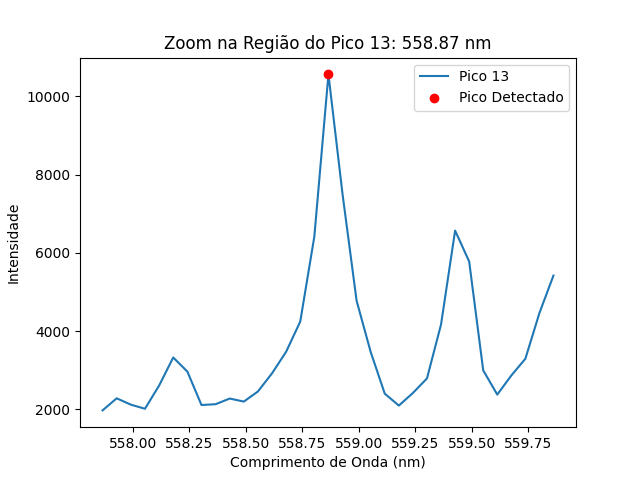 Zoom na Região do Pico 13: 558.87 nm
Pico 13
Pico Detectado
Intensidade
10000
8000
6000
4000
2000
558.00 558.25 558.50 558.75 559.00 559.25 559.50 559.75
Comprimento de Onda (nm)